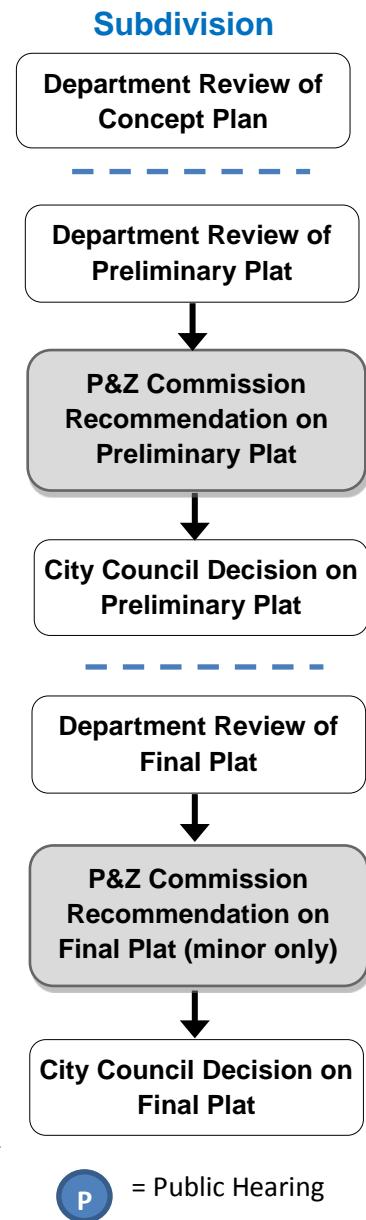 Subdivision
Department Review of
Concept Plan
Department Review of
Preliminary Plat
P&Z Commission
Recommendation on
Preliminary Plat
City Council Decision on
Preliminary Plat
Department Review of
Final Plat
P&Z Commission
Recommendation on
Final Plat (minor only)
City Council Decision on
Final Plat
P = Public Hearing